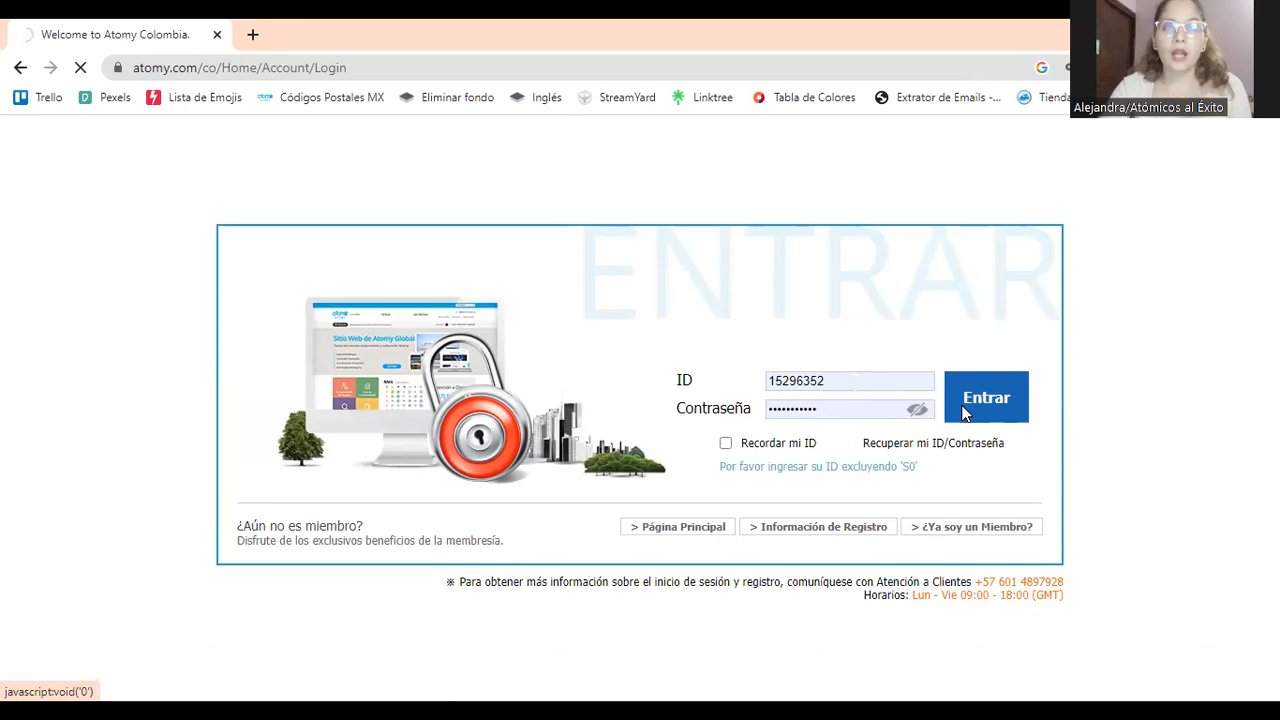 Welcome to Atomy Colombia.
atomy.com/co/Home/Account/Login
Trello
Pexels
Lista de Emojis
Códigos Postales MX
Eliminar fondo
Inglés
StreamYard
Linktree
Tabla de Colores
Extrator de Emails -...
Tienda
Alejandra/Atómicos al Éxito
ENTRAR
Sitio Web de Atomy Global
ID
15296352
Contraseña
•••••••••••
Entrar
Recordar mi ID
Recuperar mi ID/Contraseña
Por favor ingresar su ID excluyendo 'S0'
¿Aún no es miembro?
Disfrute de los exclusivos beneficios de la membresía.
> Página Principal
> Información de Registro
> ¿Ya soy un Miembro?
※ Para obtener más información sobre el inicio de sesión y registro, comuníquese con Atención a Clientes +57 601 4897928
Horarios: Lun - Vie 09:00 - 18:00 (GMT)
javascript:void('0')